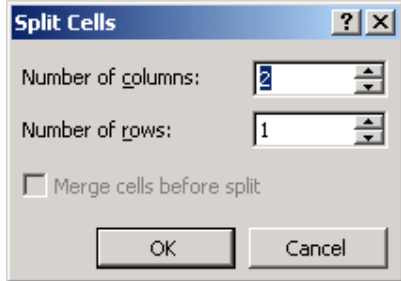 Split Cells
Number of columns: 2
Number of rows: 1
Merge cells before split
OK Cancel